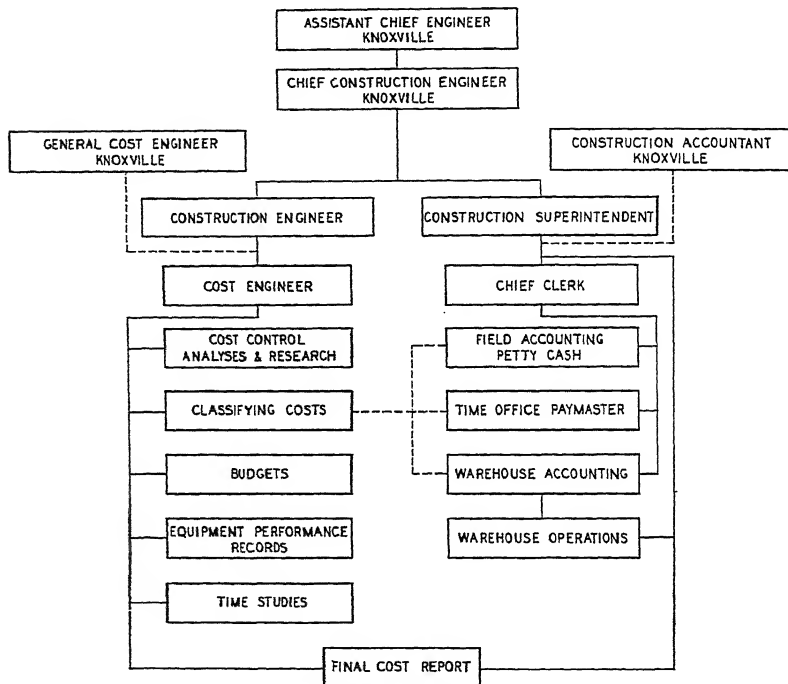 ASSISTANT CHIEF ENGINEER
KNOXVILLE
CHIEF CONSTRUCTION ENGINEER
KNOXVILLE
GENERAL COST ENGINEER
KNOXVILLE
CONSTRUCTION ACCOUNTANT
KNOXVILLE
CONSTRUCTION ENGINEER
CONSTRUCTION SUPERINTENDENT
COST ENGINEER
CHIEF CLERK
COST CONTROL
ANALYSES & RESEARCH
FIELD ACCOUNTING
PETTY CASH
CLASSIFYING COSTS
TIME OFFICE PAYMASTER
BUDGETS
WAREHOUSE ACCOUNTING
EQUIPMENT PERFORMANCE
RECORDS
WAREHOUSE OPERATIONS
TIME STUDIES
FINAL COST REPORT